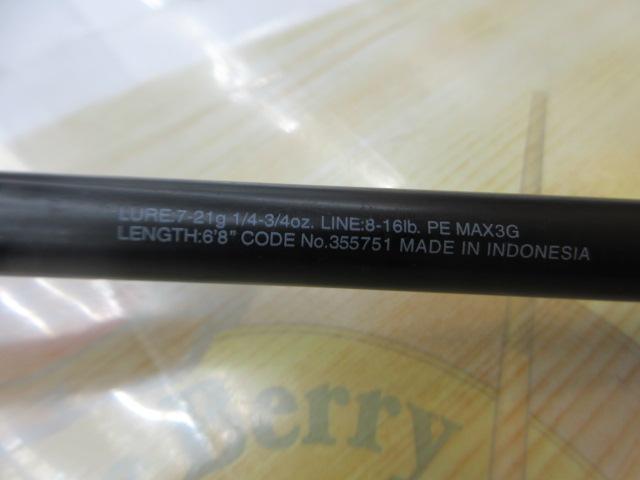 LURE:7-21g 1/4-3/4oz. LINE:8-16lb. PE MAX3G
LENGTH:6'8" CODE No.355751 MADE IN INDONESIA
Berry